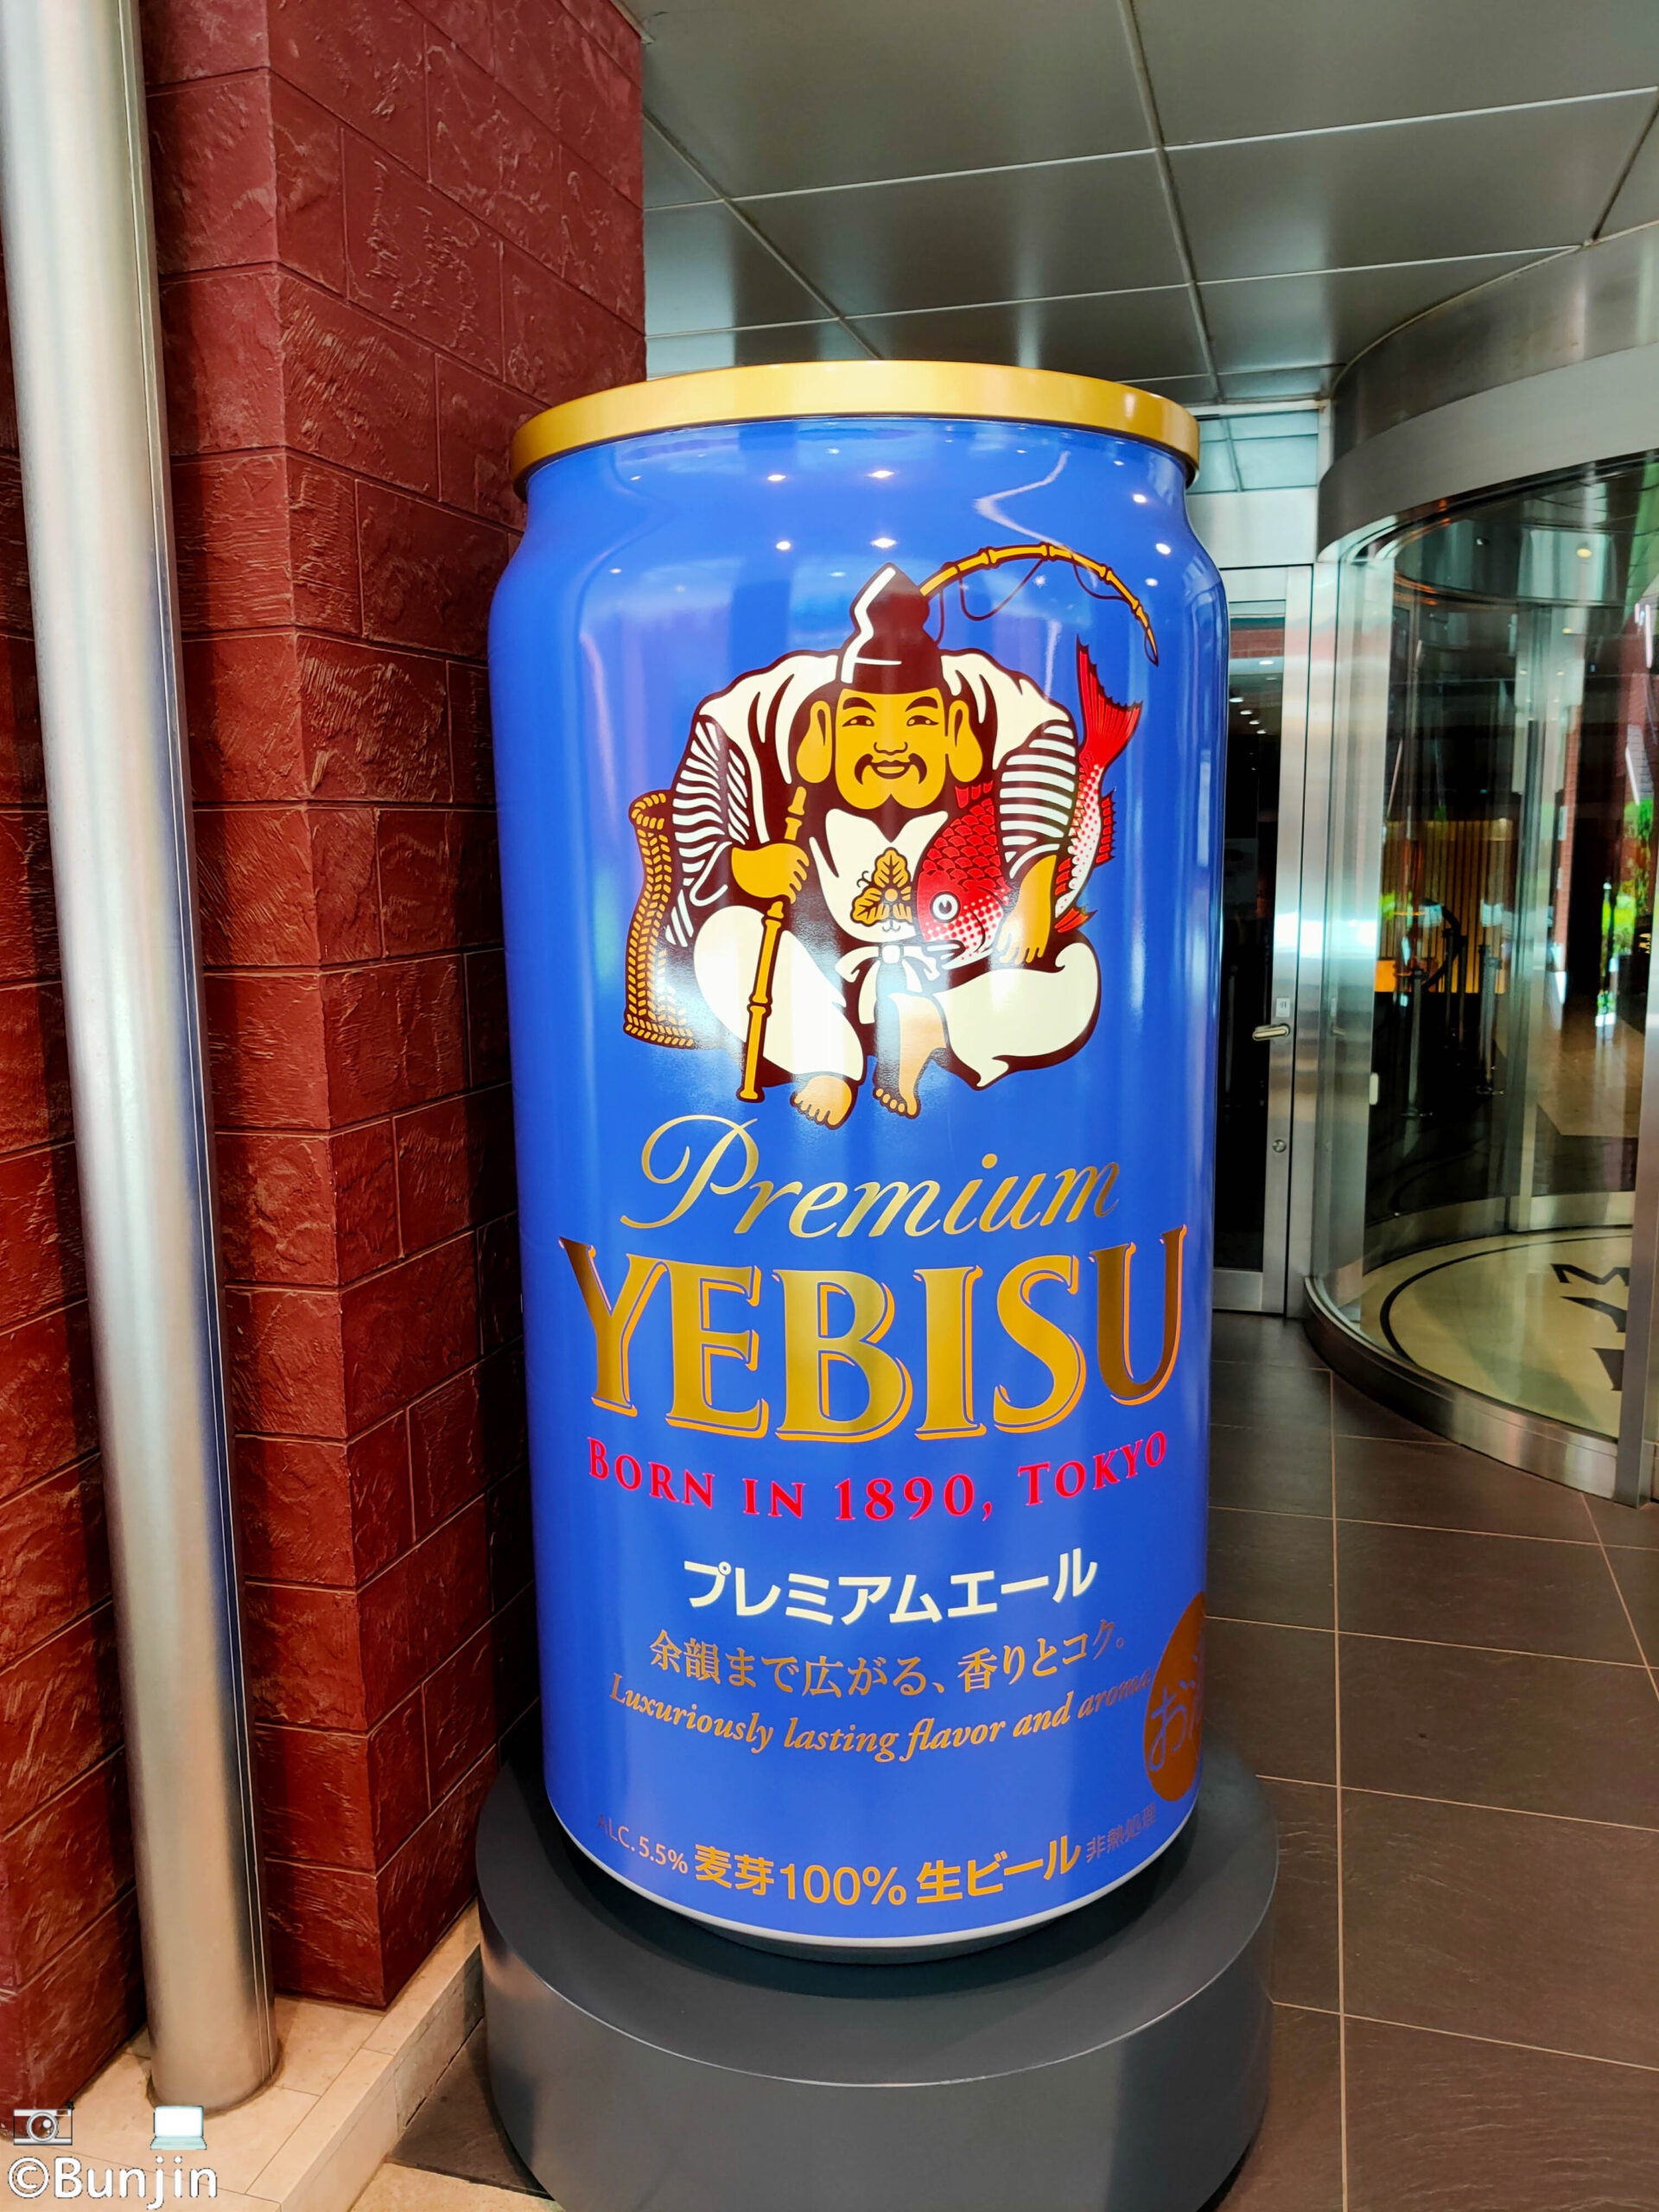 Premium
YEBISU
BORN IN 1890, TOKYO
プレミアムエール
余韻まで広がる、香りとコク。
Luxuriously lasting flavor and aroma
お
ALC.5.5% 麦芽100% 生ビール 非熱処理
©Bunjin